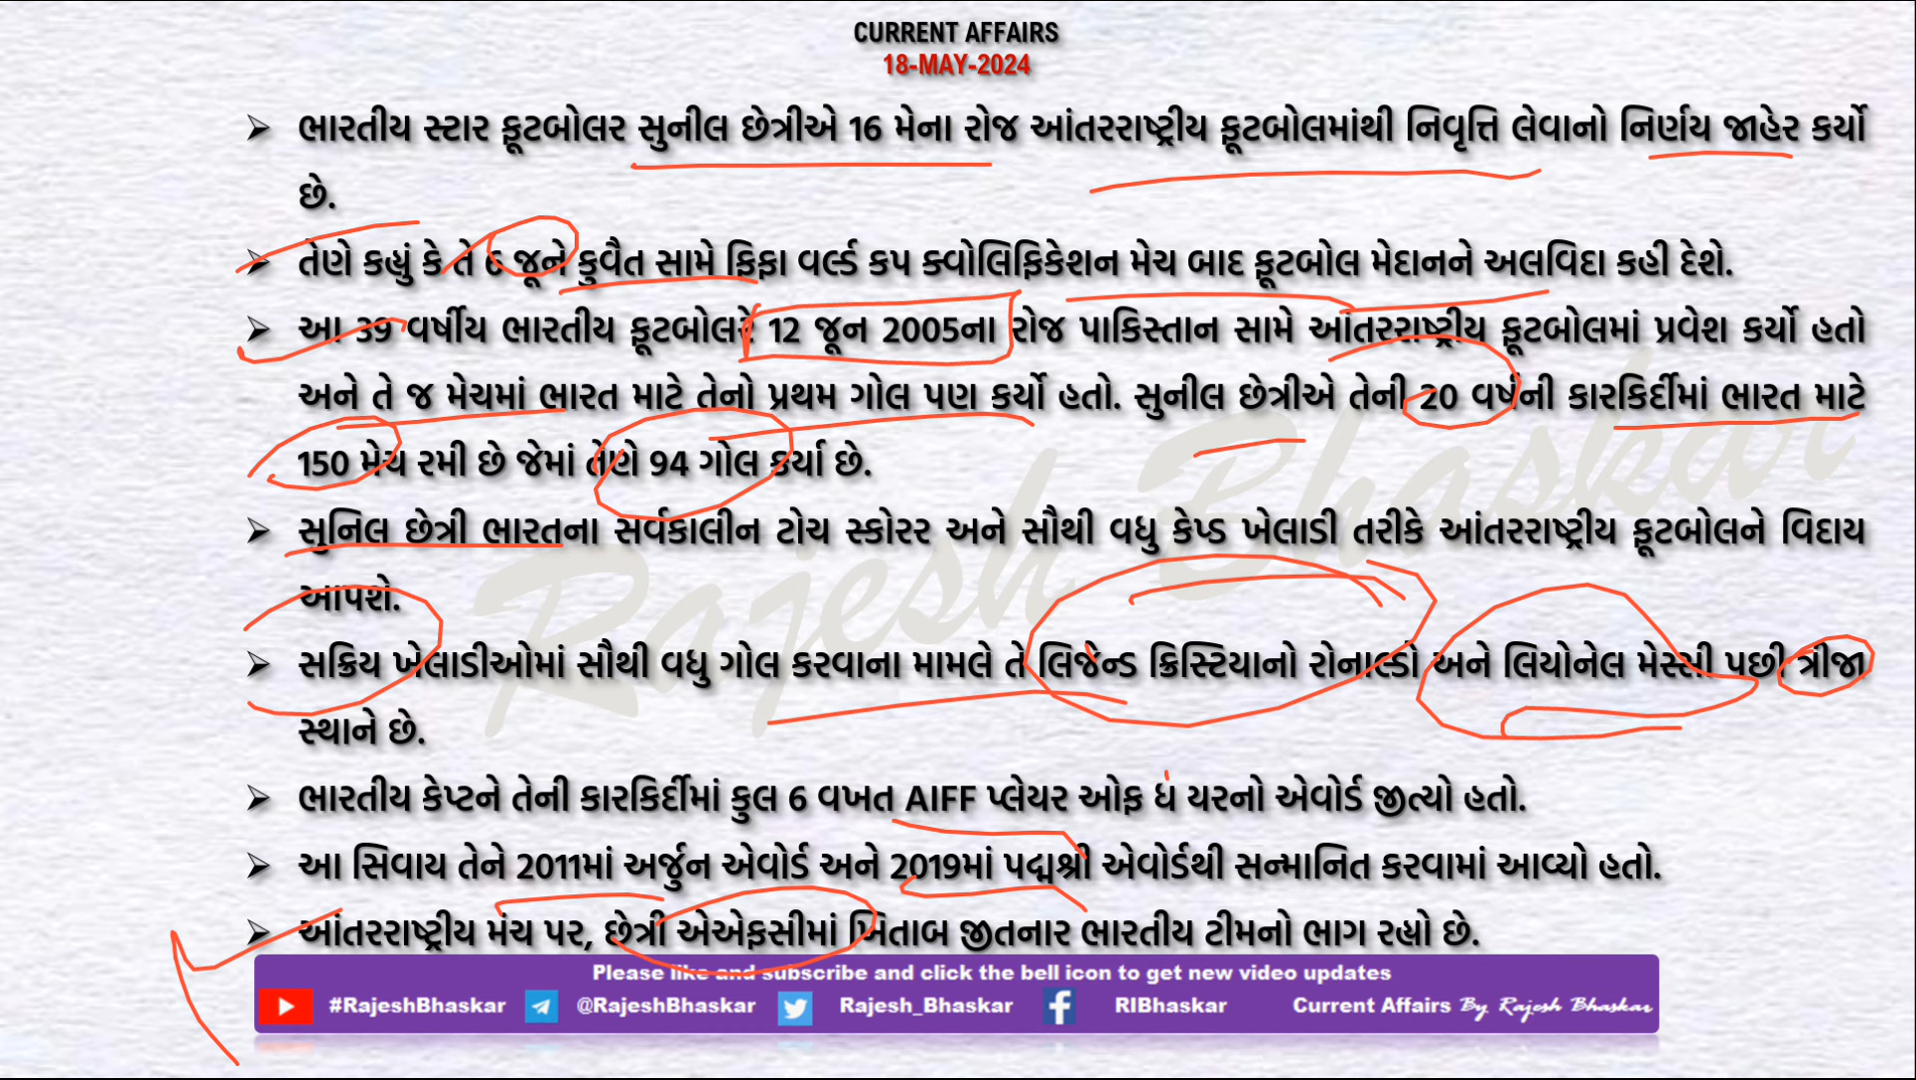 CURRENT AFFAIRS
18-MAY-2024
➢ ભારતીય સ્ટાર ફૂટબોલર સુનીલ છેત્રીએ 16 મેના રોજ આંતરરાષ્ટ્રીય ફૂટબોલમાંથી નિવૃત્તિ લેવાનો નિર્ણય જાહેર કર્યો
છે.
➢ તેણે કહ્યું કે તે 6 જૂને કુવૈત સામે ફિફા વર્લ્ડ કપ ક્વોલિફિકેશન મેચ બાદ ફૂટબોલ મેદાનને અલવિદા કહી દેશે.
➢ આ 39 વર્ષીય ભારતીય ફૂટબોલરે 12 જૂન 2005ના રોજ પાકિસ્તાન સામે આંતરરાષ્ટ્રીય ફૂટબોલમાં પ્રવેશ કર્યો હતો
અને તે જ મેચમાં ભારત માટે તેનો પ્રથમ ગોલ પણ કર્યો હતો. સુનીલ છેત્રીએ તેની 20 વર્ષની કારકિર્દીમાં ભારત માટે
150 મેચ રમી છે જેમાં તેણે 94 ગોલ કર્યા છે.
➢ સુનિલ છેત્રી ભારતના સર્વકાલીન ટોચ સ્કોરર અને સૌથી વધુ કેપ્ડ ખેલાડી તરીકે આંતરરાષ્ટ્રીય ફૂટબોલને વિદાય
આપશે.
➢ સક્રિય ખેલાડીઓમાં સૌથી વધુ ગોલ કરવાના મામલે તે લિજેન્ડ ક્રિસ્ટિયાનો રોનાલ્ડો અને લિયોનેલ મેસ્સી પછી ત્રીજા
સ્થાને છે.
➢ ભારતીય કેપ્ટને તેની કારકિર્દીમાં કુલ 6 વખત AIFF પ્લેયર ઓફ ધ યરનો એવોર્ડ જીત્યો હતો.
➢ આ સિવાય તેને 2011માં અર્જુન એવોર્ડ અને 2019માં પદ્મશ્રી એવોર્ડથી સન્માનિત કરવામાં આવ્યો હતો.
➢ આંતરરાષ્ટ્રીય મંચ પર, છેત્રી એએફસીમાં ખિતાબ જીતનાર ભારતીય ટીમનો ભાગ રહ્યો છે.
Rajesh Bhaskar
Please like and subscribe and click the bell icon to get new video updates
#RajeshBhaskar @RajeshBhaskar Rajesh_Bhaskar RIBhaskar Current Affairs By Rajesh Bhaskar